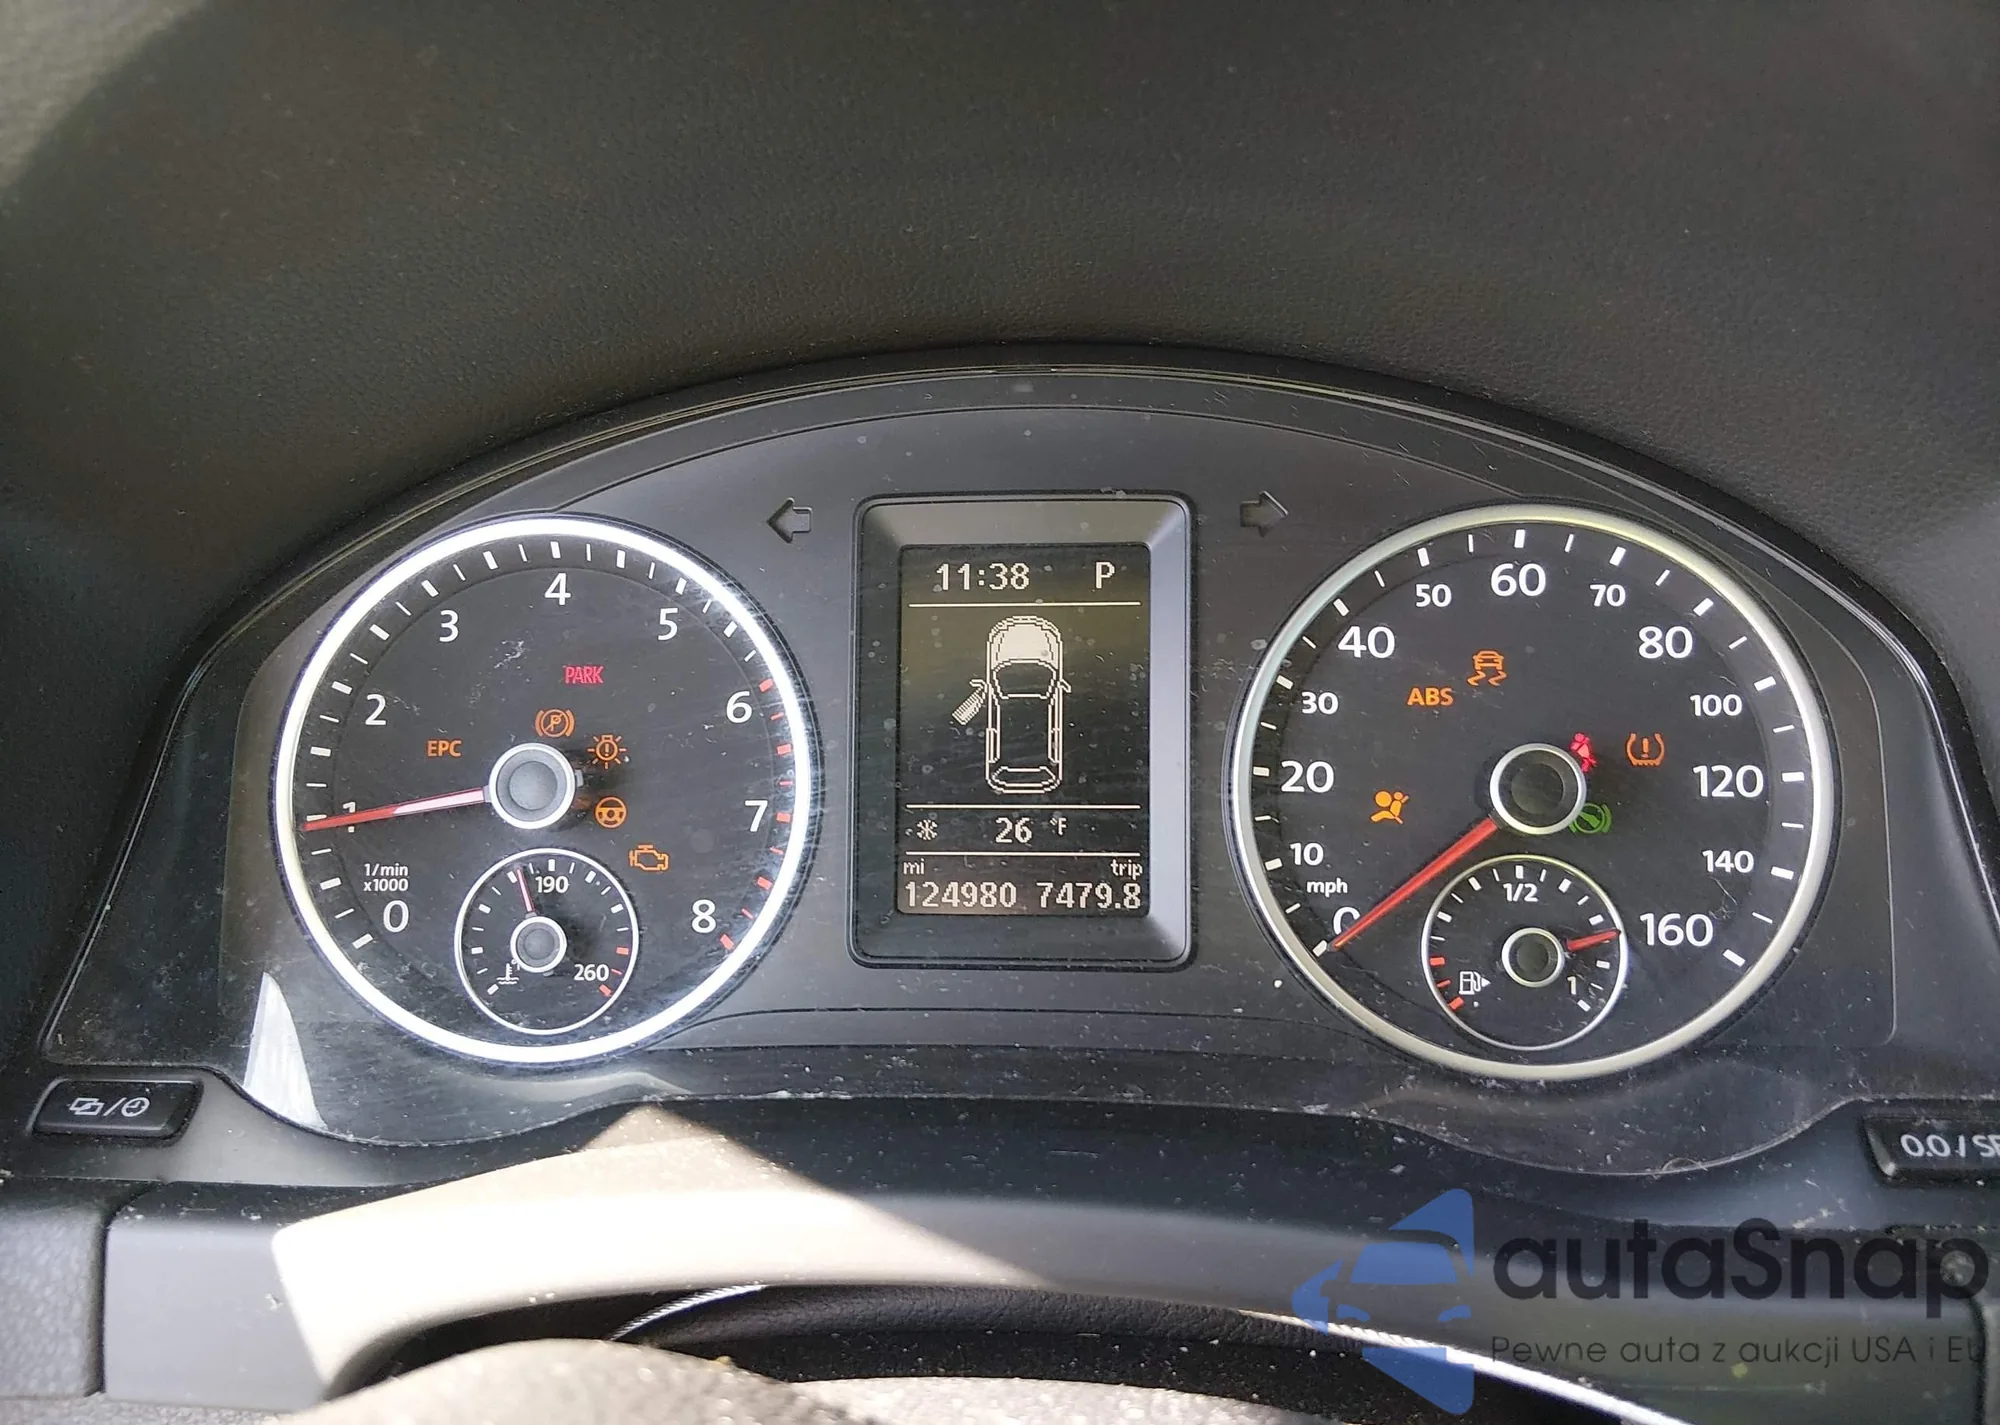 11:38 P
26 °F
mi trip
124980 7479.8
0
1
2
3
4
5
6
7
8
PARK
EPC
1/min
x1000
190
260
0
10
20
30
40
50
60
70
80
100
120
140
160
mph
ABS
1/2
1
0.0/
autaSnap
Pewne auta z aukcji USA i EU